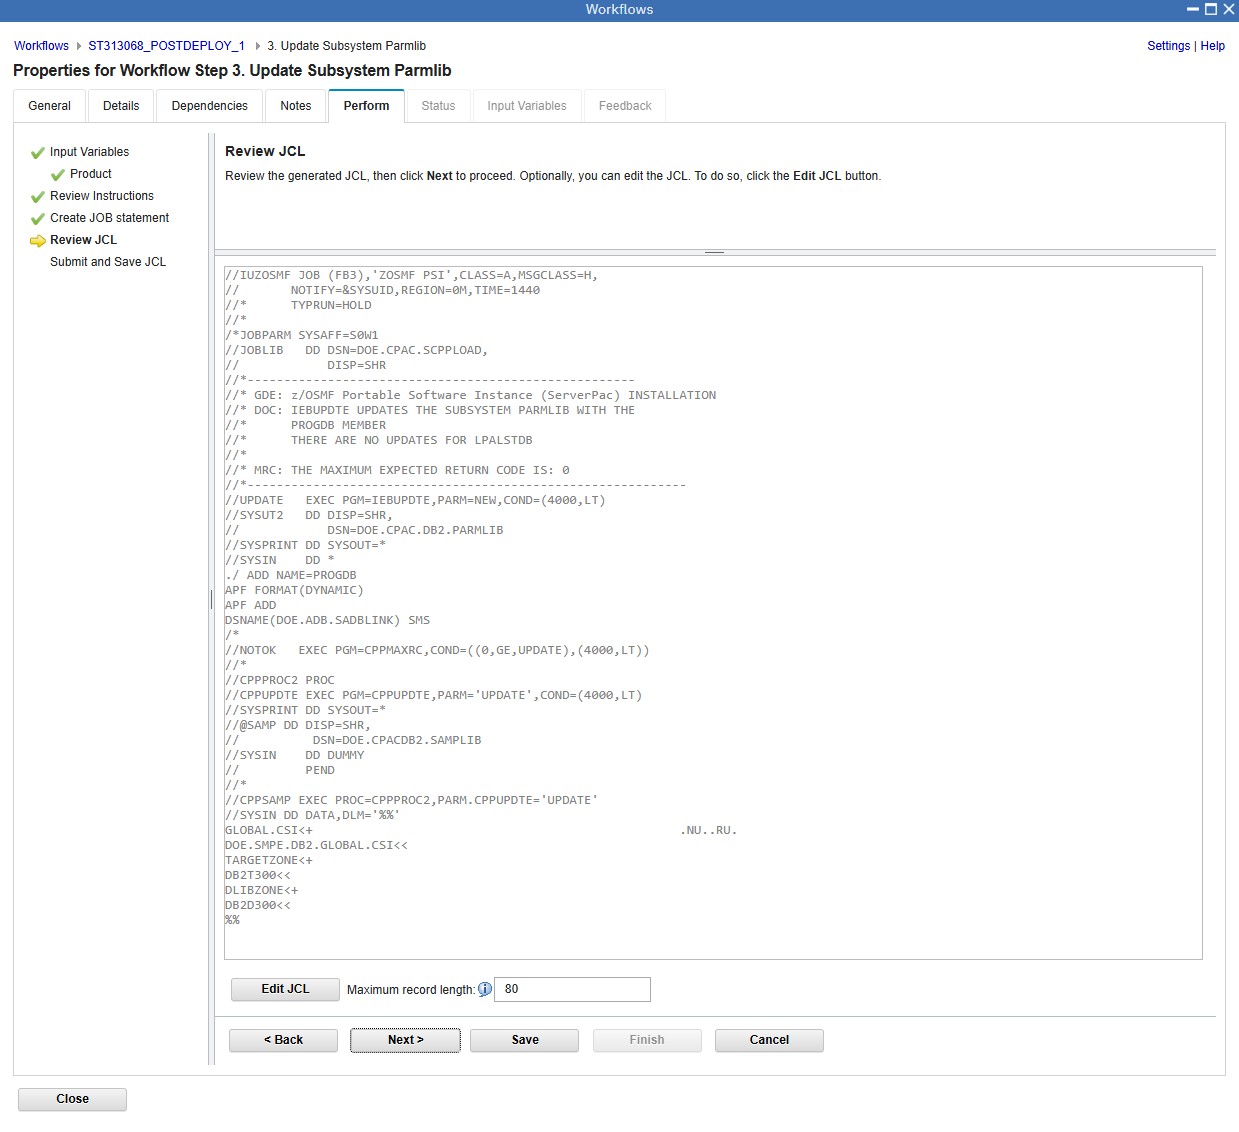 Workflows
Workflows ST313068_POSTDEPLOY_1 3. Update Subsystem Parmlib Settings | Help
Properties for Workflow Step 3. Update Subsystem Parmlib
General Details Dependencies Notes Perform Status Input Variables Feedback
Input Variables
Product
Review Instructions
Create JOB statement
Review JCL
Submit and Save JCL
Review JCL
Review the generated JCL, then click Next to proceed. Optionally, you can edit the JCL. To do so, click the Edit JCL button.
//IUZOSMF JOB (FB3),'ZOSMF PSI',CLASS=A,MSGCLASS=H,
//       NOTIFY=&SYSUID,REGION=0M,TIME=1440
//*      TYPRUN=HOLD
//*
/*JOBPARM SYSAFF=S0W1
//JOBLIB   DD DSN=DOE.CPAC.SCPPLOAD,
//            DISP=SHR
//*-----------------------------------------------------
//* GDE: z/OSMF Portable Software Instance (ServerPac) INSTALLATION
//* DOC: IEBUPDTE UPDATES THE SUBSYSTEM PARMLIB WITH THE
//*      PROGDB MEMBER
//*      THERE ARE NO UPDATES FOR LPALSTDB
//*
//* MRC: THE MAXIMUM EXPECTED RETURN CODE IS: 0
//*------------------------------------------------------------
//UPDATE   EXEC PGM=IEBUPDTE,PARM=NEW,COND=(4000,LT)
//SYSUT2   DD DISP=SHR,
//            DSN=DOE.CPAC.DB2.PARMLIB
//SYSPRINT DD SYSOUT=*
//SYSIN    DD *
./ ADD NAME=PROGDB
APF FORMAT(DYNAMIC)
APF ADD
DSNAME(DOE.ADB.SADBLINK) SMS
/*
//NOTOK   EXEC PGM=CPPMAXRC,COND=((0,GE,UPDATE),(4000,LT))
//*
//CPPPROC2 PROC
//CPPUPDTE EXEC PGM=CPPUPDTE,PARM='UPDATE',COND=(4000,LT)
//SYSPRINT DD SYSOUT=*
//@SAMP DD DISP=SHR,
//          DSN=DOE.CPACDB2.SAMPLIB
//SYSIN    DD DUMMY
//         PEND
//*
//CPPSAMP EXEC PROC=CPPPROC2,PARM.CPPUPDTE='UPDATE'
//SYSIN DD DATA,DLM='%%'
GLOBAL.CSI<+                                                  .NU..RU.
DOE.SMPE.DB2.GLOBAL.CSI<<
TARGETZONE<+
DB2T300<<
DLIBZONE<+
DB2D300<<
%%
Edit JCL Maximum record length: 80
< Back Next > Save Finish Cancel
Close